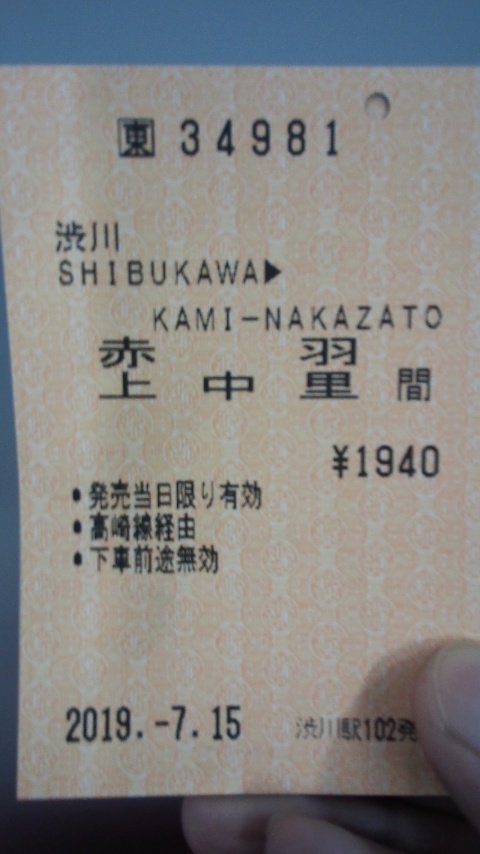 東 34981
渋川
SHIBUKAWA▶
KAMI-NAKAZATO
赤羽
上中里間
¥1940
・発売当日限り有効
・高崎線経由
・下車前途無効
2019.-7.15 渋川駅102発